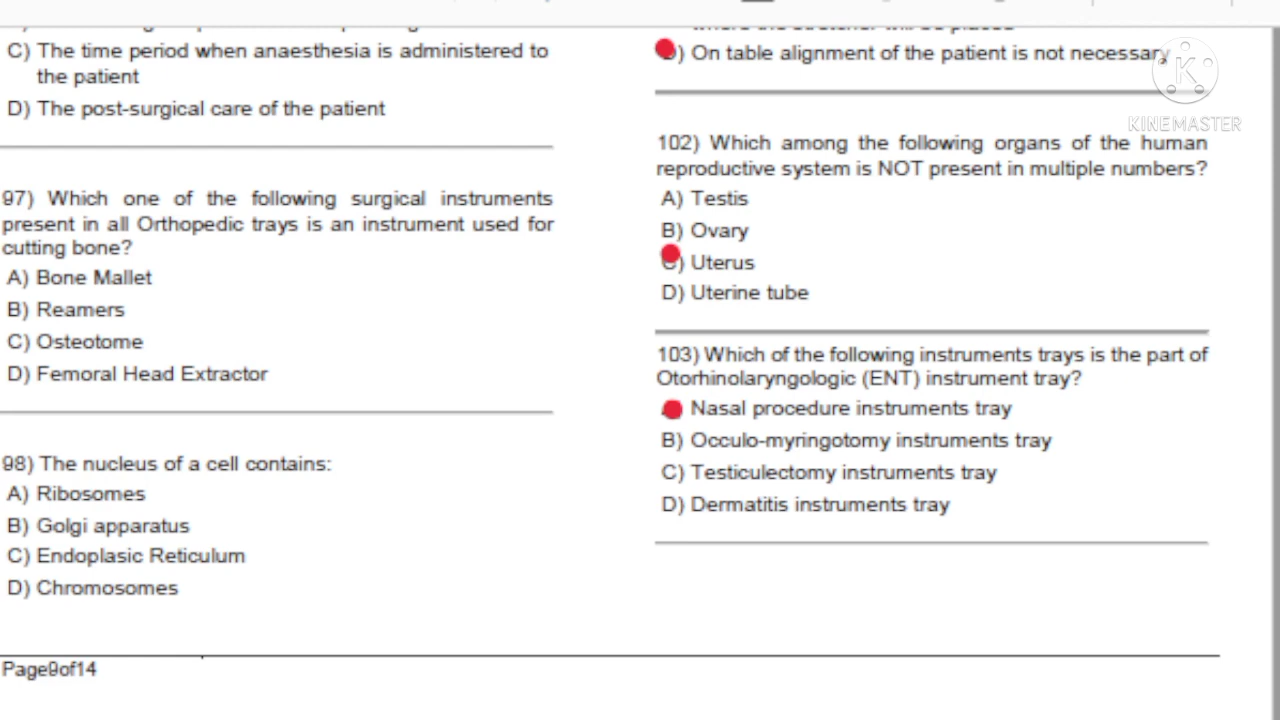 C) The time period when anaesthesia is administered to
the patient
D) The post-surgical care of the patient
97) Which one of the following surgical instruments
present in all Orthopedic trays is an instrument used for
cutting bone?
A) Bone Mallet
B) Reamers
C) Osteotome
D) Femoral Head Extractor
98) The nucleus of a cell contains:
A) Ribosomes
B) Golgi apparatus
C) Endoplasic Reticulum
D) Chromosomes
Page9of14
) On table alignment of the patient is not necessary
102) Which among the following organs of the human
reproductive system is NOT present in multiple numbers?
A) Testis
B) Ovary
C) Uterus
D) Uterine tube
103) Which of the following instruments trays is the part of
Otorhinolaryngologic (ENT) instrument tray?
Nasal procedure instruments tray
B) Occulo-myringotomy instruments tray
C) Testiculectomy instruments tray
D) Dermatitis instruments tray
K
KINEMASTER